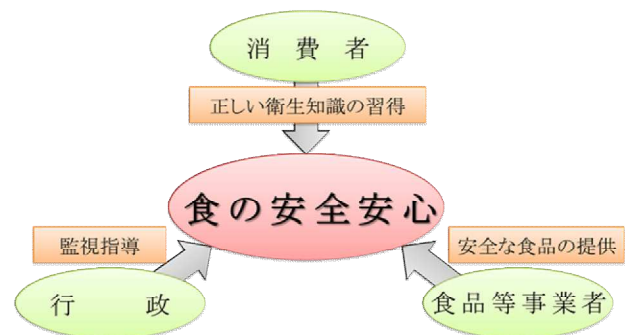 消費者
正しい衛生知識の習得
食の安全安心
監視指導
安全な食品の提供
行政
食品等事業者